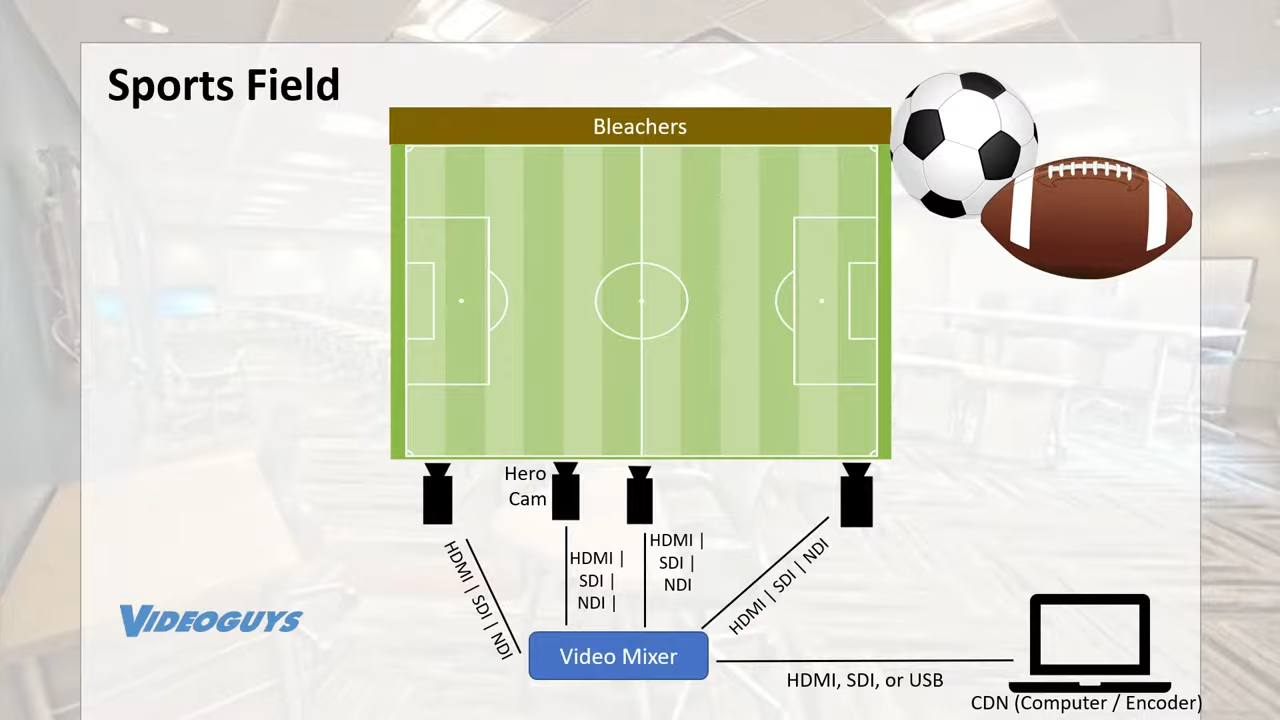 Sports Field
Bleachers
Hero
Cam
HDMI | SDI | NDI
HDMI |
SDI |
NDI |
HDMI |
SDI |
NDI
HDMI | SDI | NDI
VIDEOGUYS
Video Mixer
HDMI, SDI, or USB
CDN (Computer / Encoder)